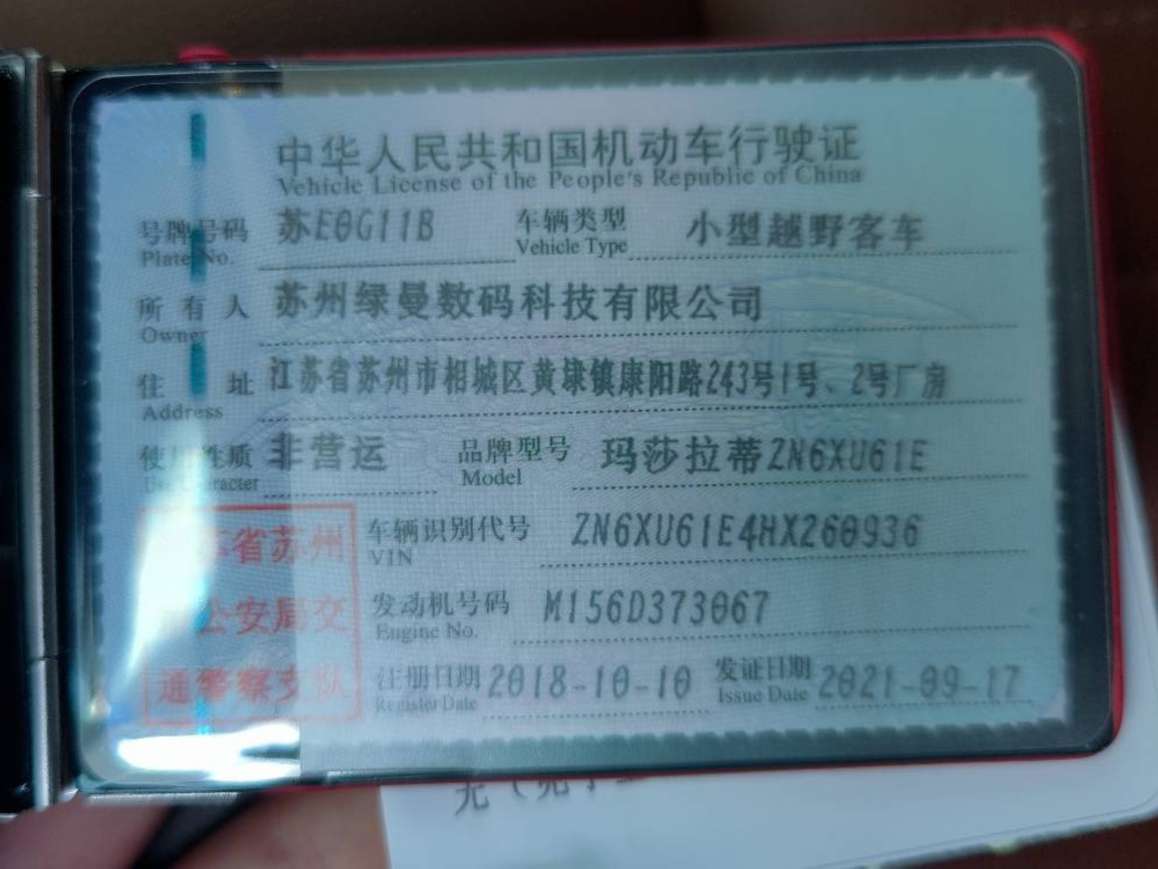 中华人民共和国机动车行驶证
Vehicle License of the People's Republic of China
号牌号码 苏E0G11B 车辆类型 小型越野客车
Plate No. Vehicle Type
所有人 苏州绿曼数码科技有限公司
Owner
住址 江苏省苏州市相城区黄埭镇康阳路243号1号、2号厂房
Address
使用性质 非营运 品牌型号 玛莎拉蒂ZN6XU61E
Use Character Model
车辆识别代号 ZN6XU61E4HX260936
VIN
发动机号码 M156D373067
Engine No.
注册日期 2018-10-10 发证日期 2021-09-17
Register Date Issue Date
省苏州
公安局交
通警察支队